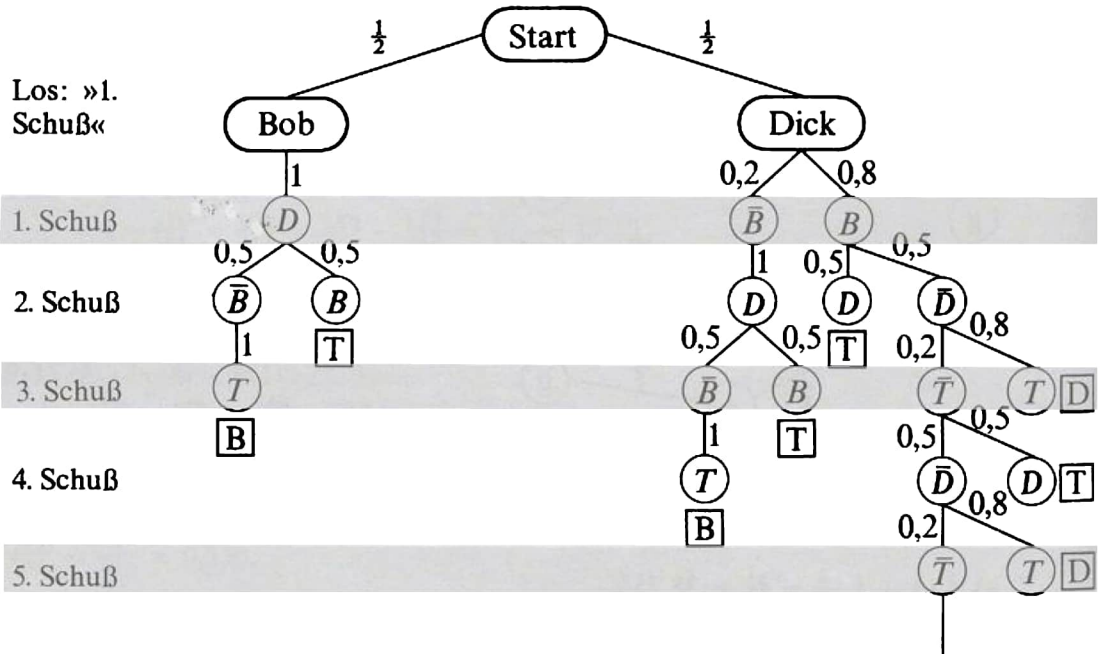 ½ Start ½
Los: »1.
Schuß«
Bob Dick
1 0,2 0,8
1. Schuß D B̄ B
0,5 0,5 1 0,5 0,5
2. Schuß B̄ B D D D̄
1 T 0,5 0,5 T 0,2 0,8
3. Schuß T B̄ B T̄ T D
B 1 T 0,5 0,5
4. Schuß T D̄ D T
B 0,2 0,8
5. Schuß T̄ T D